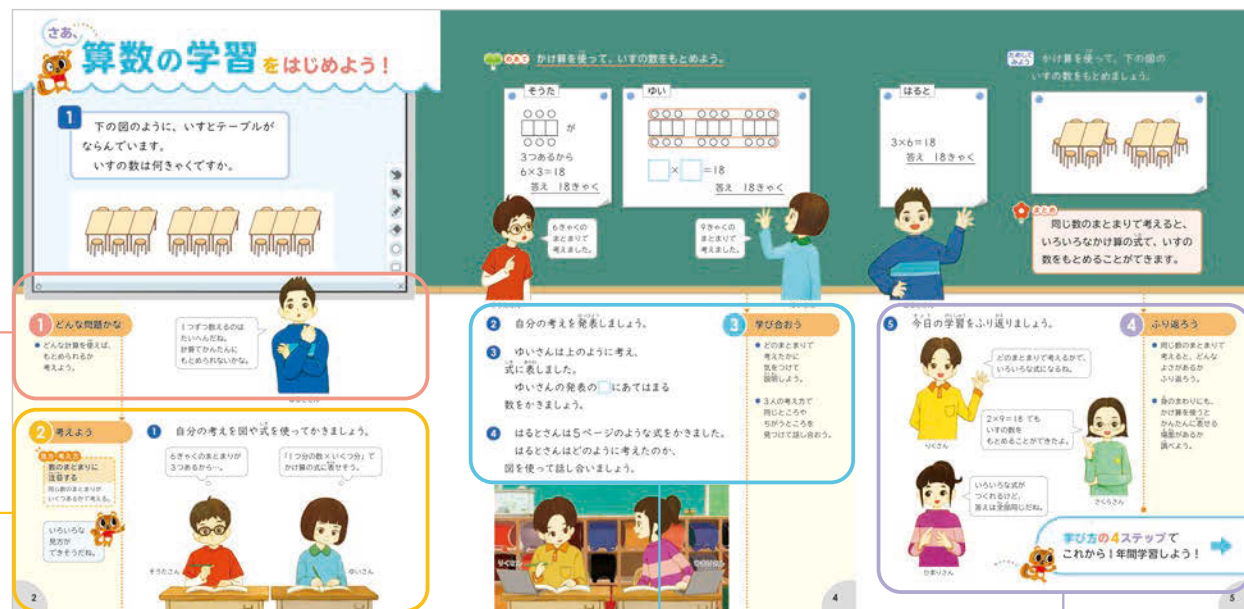 さあ、
算数の学習をはじめよう！
1
下の図のように、いすとテーブルが
ならんでいます。
いすの数は何きゃくですか。
1 どんな問題かな
どんな計算を使えば、
もとめられるか
考えよう。
1つずつ数えるのは
たいへんだね。
計算でかんたんに
もとめられないかな。
2 考えよう
数のまとまりに
注目する
同じ数のまとまりが
いくつあるかで考える。
いろいろな
見方が
できそうだね。
1 自分の考えを図や式を使ってかきましょう。
6きゃくのまとまりが
3つあるから…。
「1つ分の数×いくつ分」で
かけ算の式に表せそう。
そうたさん
ゆいさん
2
めあて かけ算を使って、いすの数をもとめよう。
そうた
が
3つあるから
6×3=18
答え 18きゃく
ゆい
□×□=18
答え 18きゃく
6きゃくの
まとまりで
考えました。
9きゃくの
まとまりで
考えました。
2 自分の考えを発表しましょう。
3 ゆいさんは上のように考え、
式に表しました。
ゆいさんの発表の□にあてはまる
数をかきましょう。
4 はるとさんは5ページのような式をかきました。
はるとさんはどのように考えたのか、
図を使って話し合いましょう。
3 学び合おう
どのまとまりで
考えたかに
気をつけて
説明しよう。
3人の考え方で
同じところや
ちがうところを
見つけて話し合おう。
りくさん
ひまりさん
4
はると
3×6=18
答え 18きゃく
ためして
みよう
かけ算を使って、下の図の
いすの数をもとめましょう。
まとめ
同じ数のまとまりで考えると、
いろいろなかけ算の式で、いすの
数をもとめることができます。
5 今日の学習をふり返りましょう。
どのまとまりで考えるかで、
いろいろな式になるね。
りくさん
2×9=18 でも
いすの数を
もとめることができたよ。
さくらさん
いろいろな式が
つくれるけど、
答えは全部同じだね。
ひまりさん
4 ふり返ろう
同じ数のまとまりで
考えると、どんな
よさがあるか
ふり返ろう。
身のまわりにも、
かけ算を使うと
かんたんに表せる
場面があるか
調べよう。
学び方の4ステップで
これから1年間学習しよう！
5